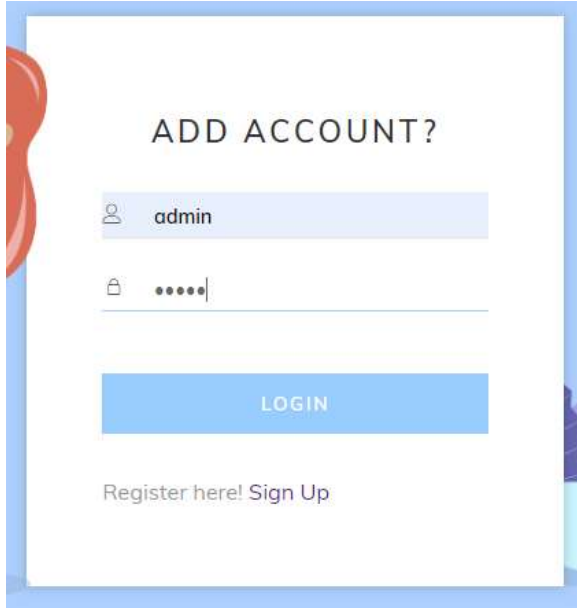 ADD ACCOUNT?
admin
•••••
LOGIN
Register here! Sign Up